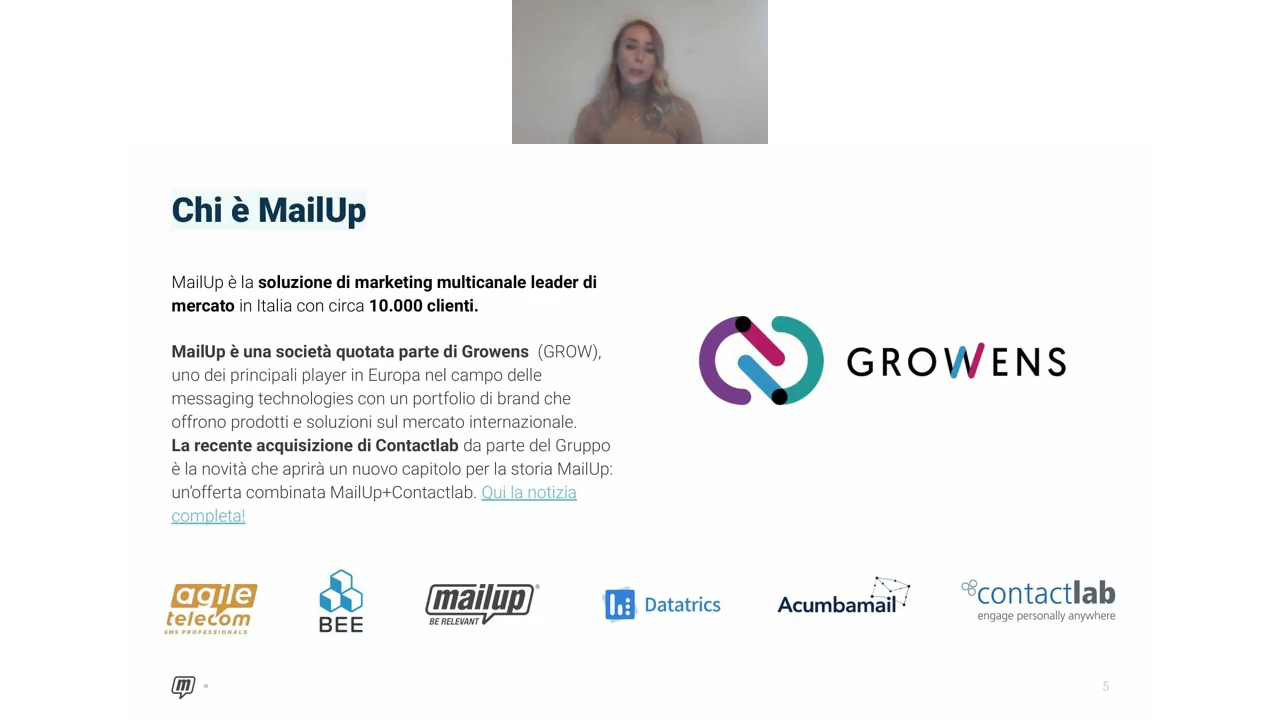 Chi è MailUp
MailUp è la soluzione di marketing multicanale leader di
mercato in Italia con circa 10.000 clienti.
MailUp è una società quotata parte di Growens (GROW),
uno dei principali player in Europa nel campo delle
messaging technologies con un portfolio di brand che
offrono prodotti e soluzioni sul mercato internazionale.
La recente acquisizione di Contactlab da parte del Gruppo
è la novità che aprirà un nuovo capitolo per la storia MailUp:
un'offerta combinata MailUp+Contactlab. Qui la notizia
completa!
GROWENS
agile
telecom
SMS PROFESSIONALS
BEE
mailup®
BE RELEVANT
Datatrics
Acumbamail
contactlab
engage personally anywhere
m
5